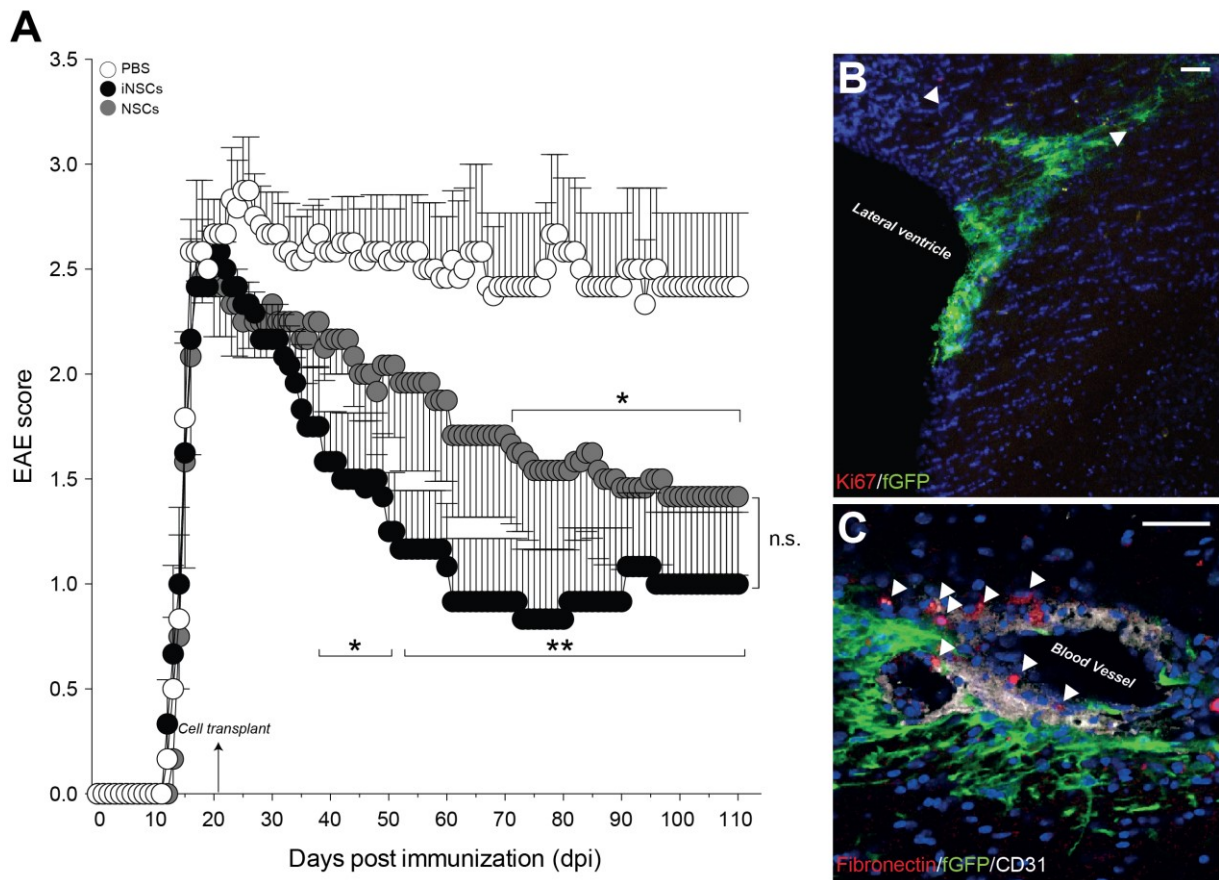 A
3.5
3.0
2.5
2.0
1.5
1.0
0.5
0.0
EAE score
PBS
iNSCs
NSCs
*
n.s.
*
**
Cell transplant
0 10 20 30 40 50 60 70 80 90 100 110
Days post immunization (dpi)
B
Lateral ventricle
Ki67/fGFP
C
Blood Vessel
Fibronectin/fGFP/CD31